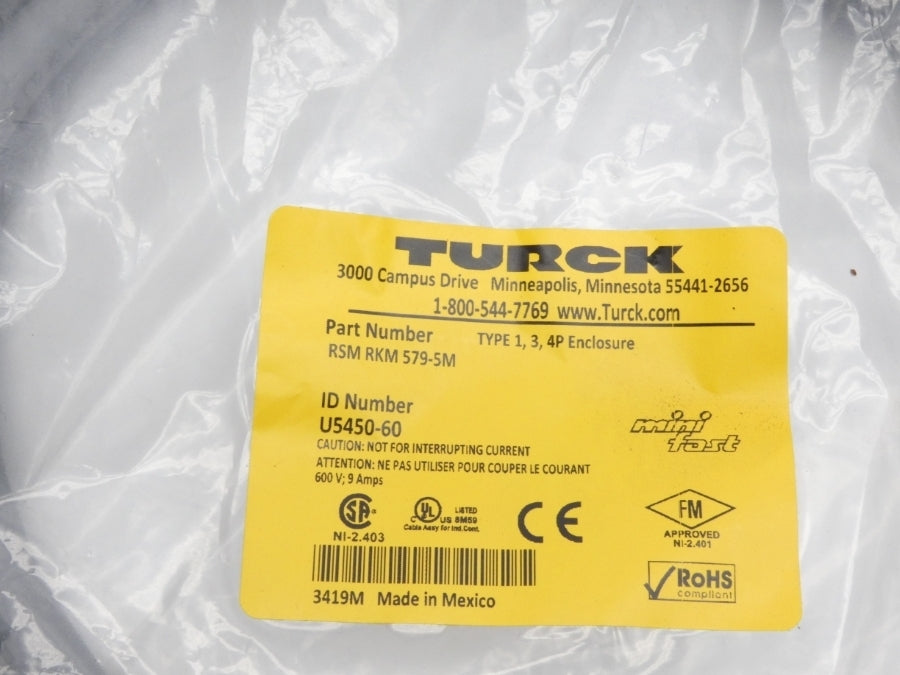 TURCK
3000 Campus Drive Minneapolis, Minnesota 55441-2656
1-800-544-7769 www.Turck.com
Part Number TYPE 1, 3, 4P Enclosure
RSM RKM 579-5M
ID Number
U5450-60
mini
fast
CAUTION: NOT FOR INTERRUPTING CURRENT
ATTENTION: NE PAS UTILISER POUR COUPER LE COURANT
600 V; 9 Amps
SA
NI-2.403
C UL US LISTED 8M59
Cable Assy for Ind.Cont.
CE
FM
APPROVED
NI-2.401
RoHS
compliant
3419M Made in Mexico